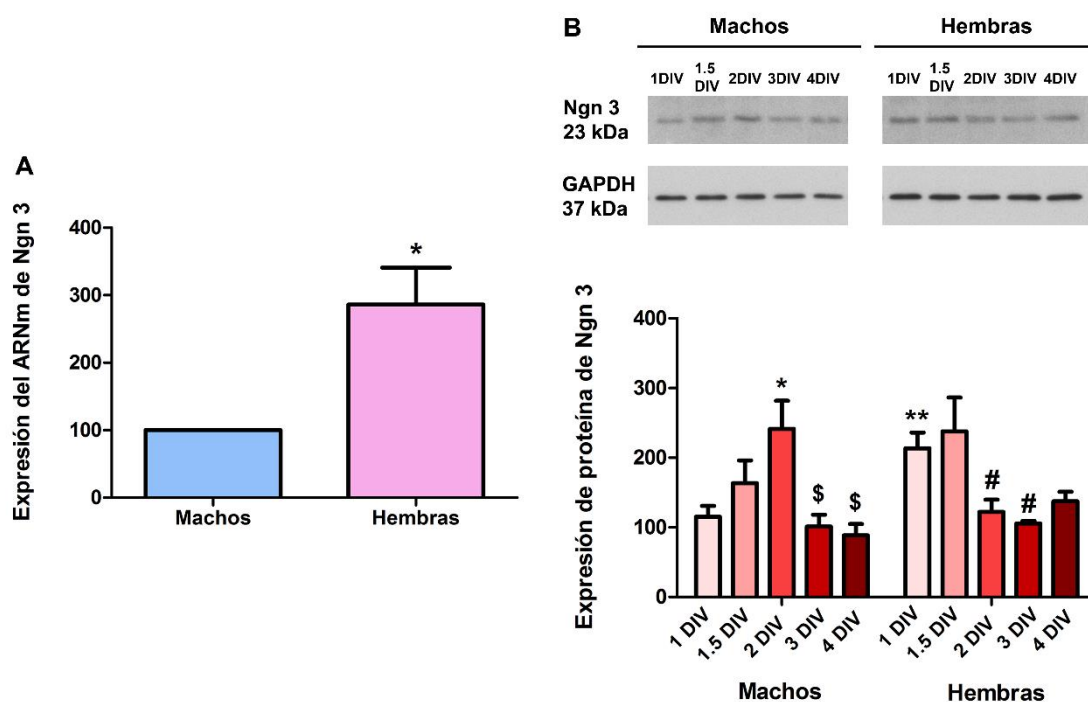 A
Expresión del ARNm de Ngn 3
400
300
200
100
0
*
Machos
Hembras
B
Machos
Hembras
1DIV 1.5 DIV 2DIV 3DIV 4DIV
1DIV 1.5 DIV 2DIV 3DIV 4DIV
Ngn 3
23 kDa
GAPDH
37 kDa
Expresión de proteína de Ngn 3
400
300
200
100
0
* $ $ ** # #
1 DIV 1.5 DIV 2 DIV 3 DIV 4 DIV
1 DIV 1.5 DIV 2 DIV 3 DIV 4 DIV
Machos
Hembras